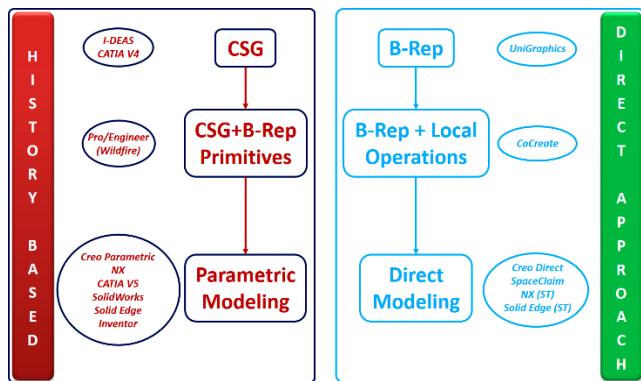 HISTORY BASED
I-DEAS
CATIA V4
CSG
Pro/Engineer
(Wildfire)
CSG+B-Rep
Primitives
Creo Parametric
NX
CATIA V5
SolidWorks
Solid Edge
Inventor
Parametric
Modeling
B-Rep
UniGraphics
B-Rep + Local
Operations
CoCreate
Direct
Modeling
Creo Direct
SpaceClaim
NX (ST)
Solid Edge (ST)
DIRECT APPROACH